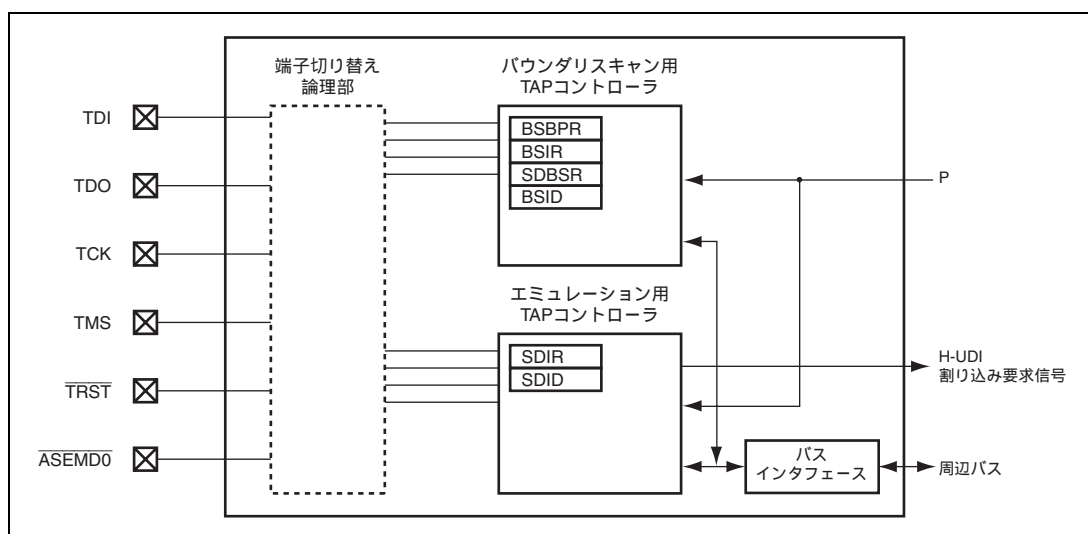 端子切り替え
論理部
バウンダリスキャン用
TAPコントローラ
TDI
TDO
TCK
TMS
TRST
ASEMD0
BSBPR
BSIR
SDBSR
BSID
P
エミュレーション用
TAPコントローラ
SDIR
SDID
H-UDI
割り込み要求信号
バス
インタフェース
周辺バス